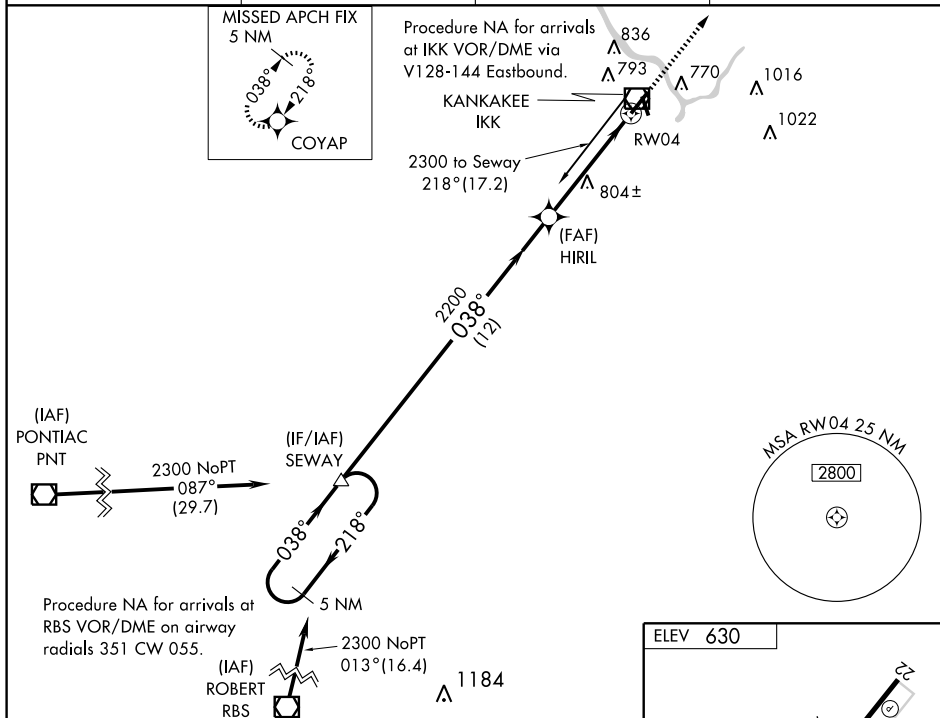 MISSED APCH FIX
5 NM
038°
218°
COYAP
Procedure NA for arrivals
at IKK VOR/DME via
V128-144 Eastbound.
836
793
770
1016
1022
KANKAKEE
IKK
RW04
2300 to Seway
218°(17.2)
804±
(FAF)
HIRIL
2200
038°
(12)
(IAF)
PONTIAC
PNT
2300 NoPT
087°
(29.7)
(IF/IAF)
SEWAY
038°
218°
5 NM
MSA RW04 25 NM
2800
Procedure NA for arrivals at
RBS VOR/DME on airway
radials 351 CW 055.
2300 NoPT
013°(16.4)
(IAF)
ROBERT
RBS
1184
ELEV 630
22
P